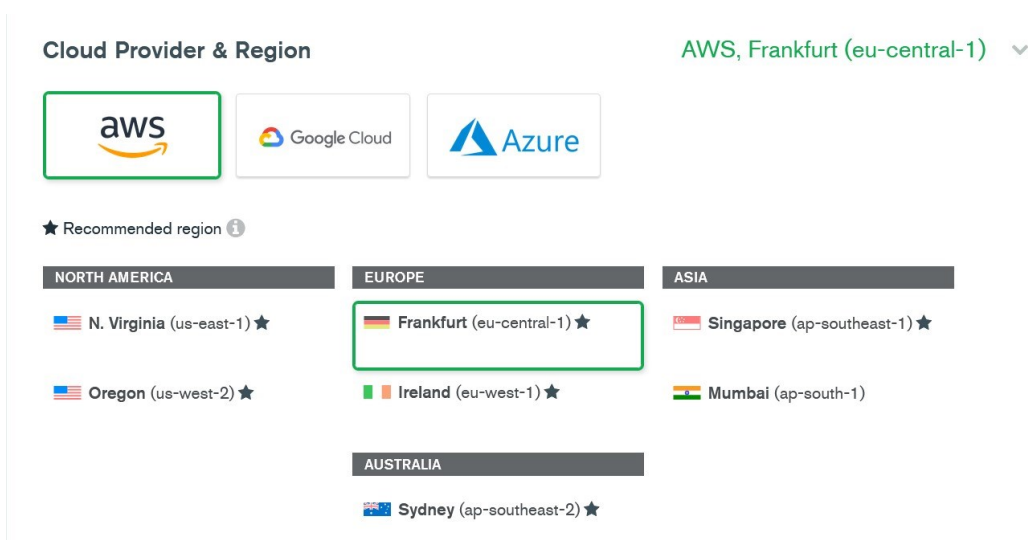 Cloud Provider & Region
AWS, Frankfurt (eu-central-1)
aws
Google Cloud
Azure
★ Recommended region
NORTH AMERICA
N. Virginia (us-east-1) ★
Oregon (us-west-2) ★
EUROPE
Frankfurt (eu-central-1) ★
Ireland (eu-west-1) ★
ASIA
Singapore (ap-southeast-1) ★
Mumbai (ap-south-1)
AUSTRALIA
Sydney (ap-southeast-2) ★